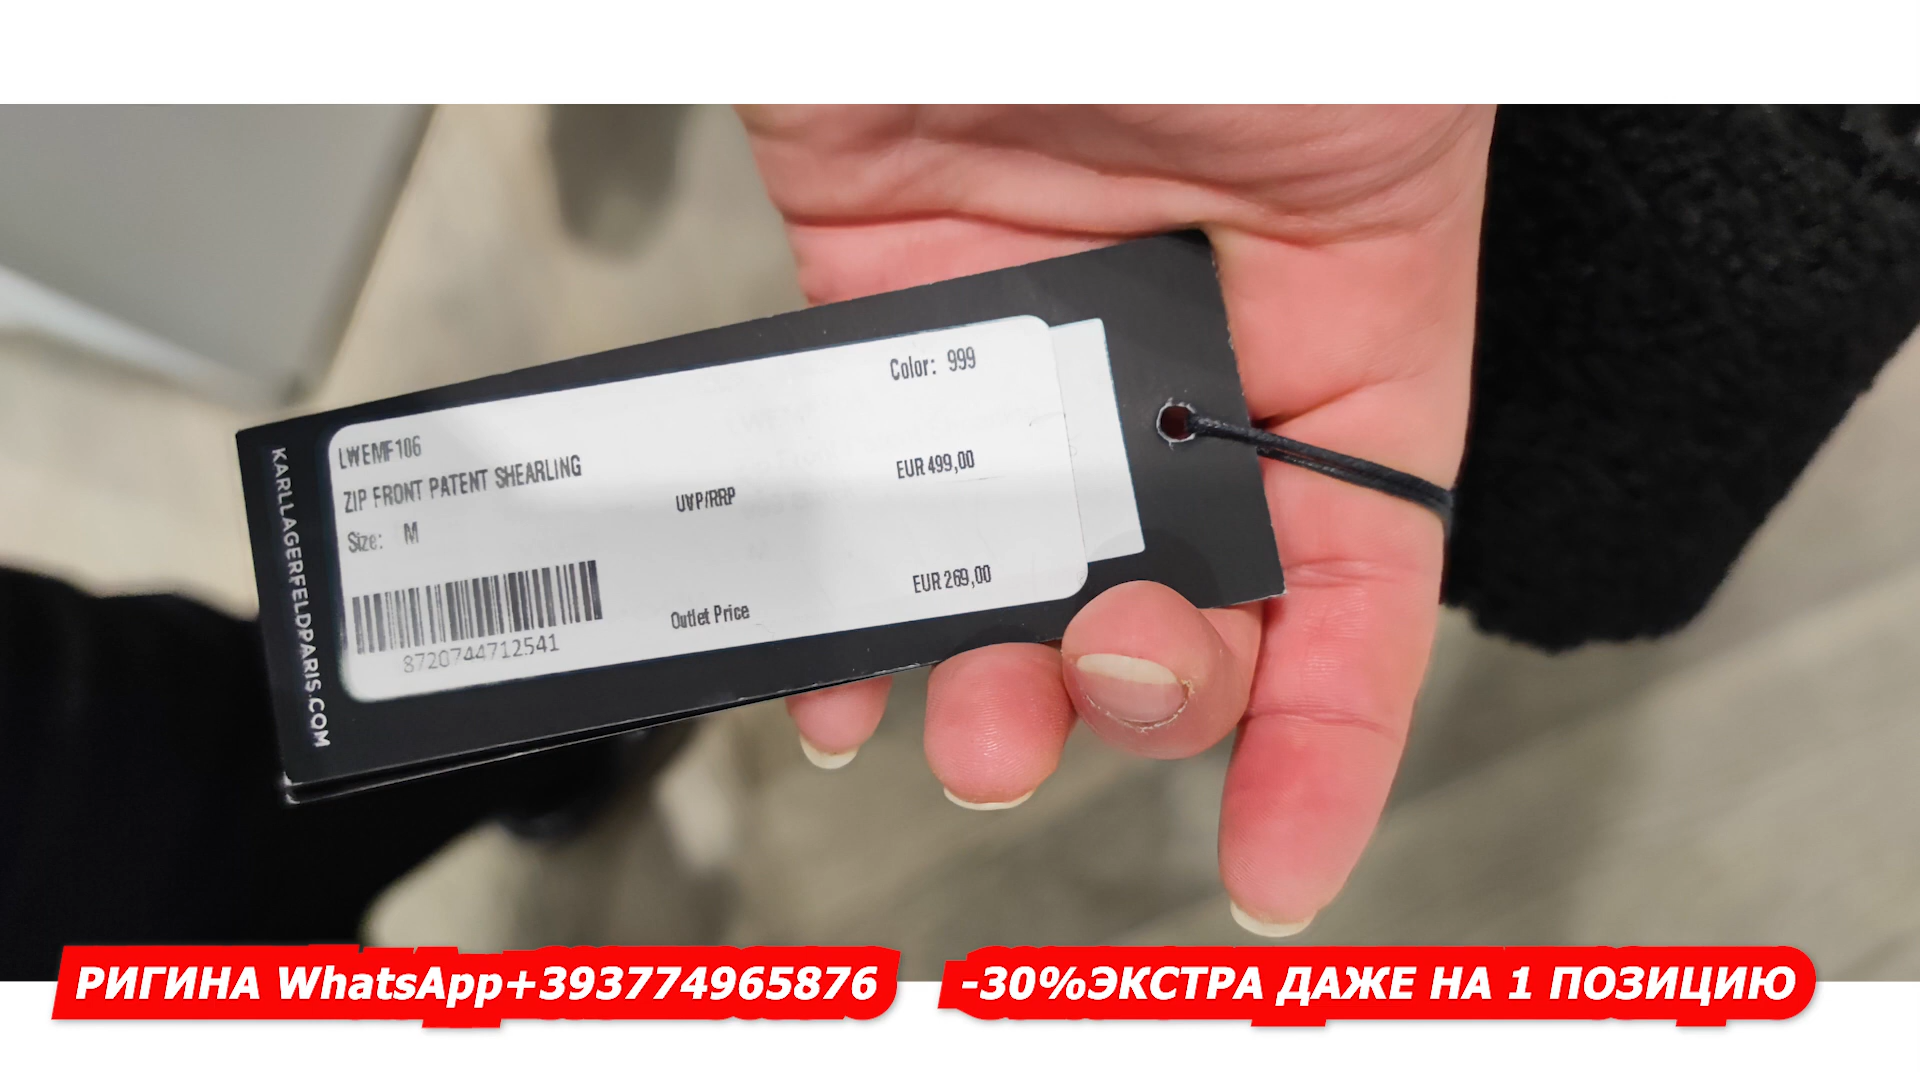 KARLLAGERFELDPARIS.COM
Color: 999
LWEMF106
ZIP FRONT PATENT SHEARLING
Size: M
UVP/RRP EUR 499,00
Outlet Price EUR 269,00
8720744712541
РИГИНА WhatsApp+393774965876
-30%ЭКСТРА ДАЖЕ НА 1 ПОЗИЦИЮ